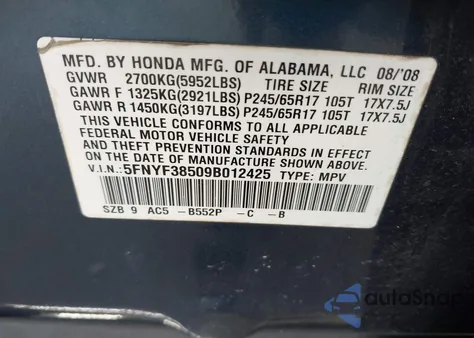 MFD. BY HONDA MFG. OF ALABAMA, LLC 08/'08
GVWR 2700KG(5952LBS) TIRE SIZE RIM SIZE
GAWR F 1325KG(2921LBS) P245/65R17 105T 17X7.5J
GAWR R 1450KG(3197LBS) P245/65R17 105T 17X7.5J
THIS VEHICLE CONFORMS TO ALL APPLICABLE
FEDERAL MOTOR VEHICLE SAFETY STANDARDS
AND THEFT PREVENTION STANDARDS IN EFFECT ON
THE DATE OF MANUFACTURE SHOWN ABOVE.
V.I.N.: 5FNYF38509B012425 TYPE: MPV
SZB 9 AC5 -B552P -C -B
autoSnap